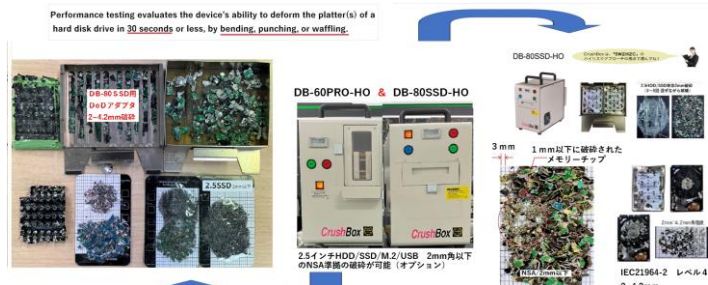 Performance testing evaluates the device's ability to deform the platter(s) of a
hard disk drive in 30 seconds or less, by bending, punching, or waffling.
DB-80SSD用
DoDアダプタ
2~4.2mm破砕
2.5SSD
DB-60PRO-HO & DB-80SSD-HO
CrushBox
CrushBox
2.5インチHDD/SSD/M.2/USB 2mm角以下
のNSA準拠の破砕が可能（オプション）
DB-80SSD-HO
3mm
1mm以下に破砕された
メモリーチップ
NSA/2mm以下
IEC21964-2 レベル4